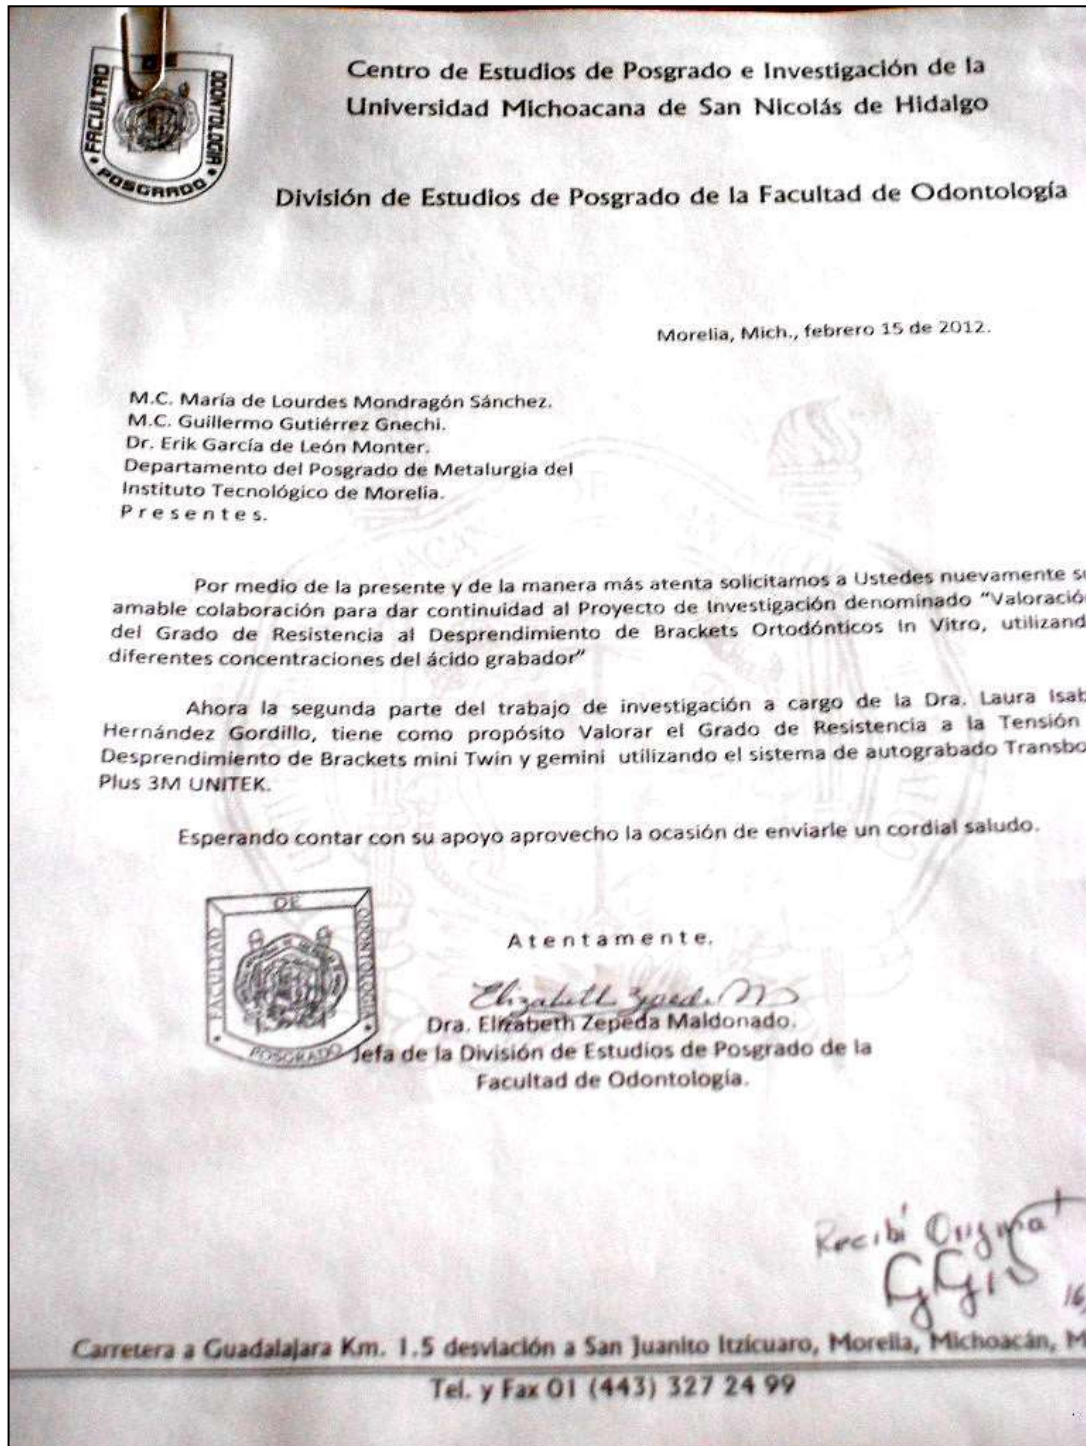 FACULTAD DE ODONTOLOGIA
POSGRADO
Centro de Estudios de Posgrado e Investigación de la
Universidad Michoacana de San Nicolás de Hidalgo
División de Estudios de Posgrado de la Facultad de Odontología
Morelia, Mich., febrero 15 de 2012.
M.C. María de Lourdes Mondragón Sánchez.
M.C. Guillermo Gutiérrez Gnechi.
Dr. Erik García de León Monter.
Departamento del Posgrado de Metalurgia del
Instituto Tecnológico de Morelia.
P r e s e n t e s.
Por medio de la presente y de la manera más atenta solicitamos a Ustedes nuevamente su
amable colaboración para dar continuidad al Proyecto de Investigación denominado “Valoración
del Grado de Resistencia al Desprendimiento de Brackets Ortodónticos In Vitro, utilizand
diferentes concentraciones del ácido grabador”
Ahora la segunda parte del trabajo de investigación a cargo de la Dra. Laura Isab
Hernández Gordillo, tiene como propósito Valorar el Grado de Resistencia a la Tensión
Desprendimiento de Brackets mini Twin y gemini utilizando el sistema de autograbado Transbo
Plus 3M UNITEK.
Esperando contar con su apoyo aprovecho la ocasión de enviarle un cordial saludo.
FACULTAD DE ODONTOLOGIA
POSGRADO
A t e n t a m e n t e.
Dra. Elizabeth Zepeda Maldonado.
Jefa de la División de Estudios de Posgrado de la
Facultad de Odontología.
Recibí Original
16
Carretera a Guadalajara Km. 1.5 desviación a San Juanito Itzicuaro, Morelia, Michoacán, M
Tel. y Fax 01 (443) 327 24 99